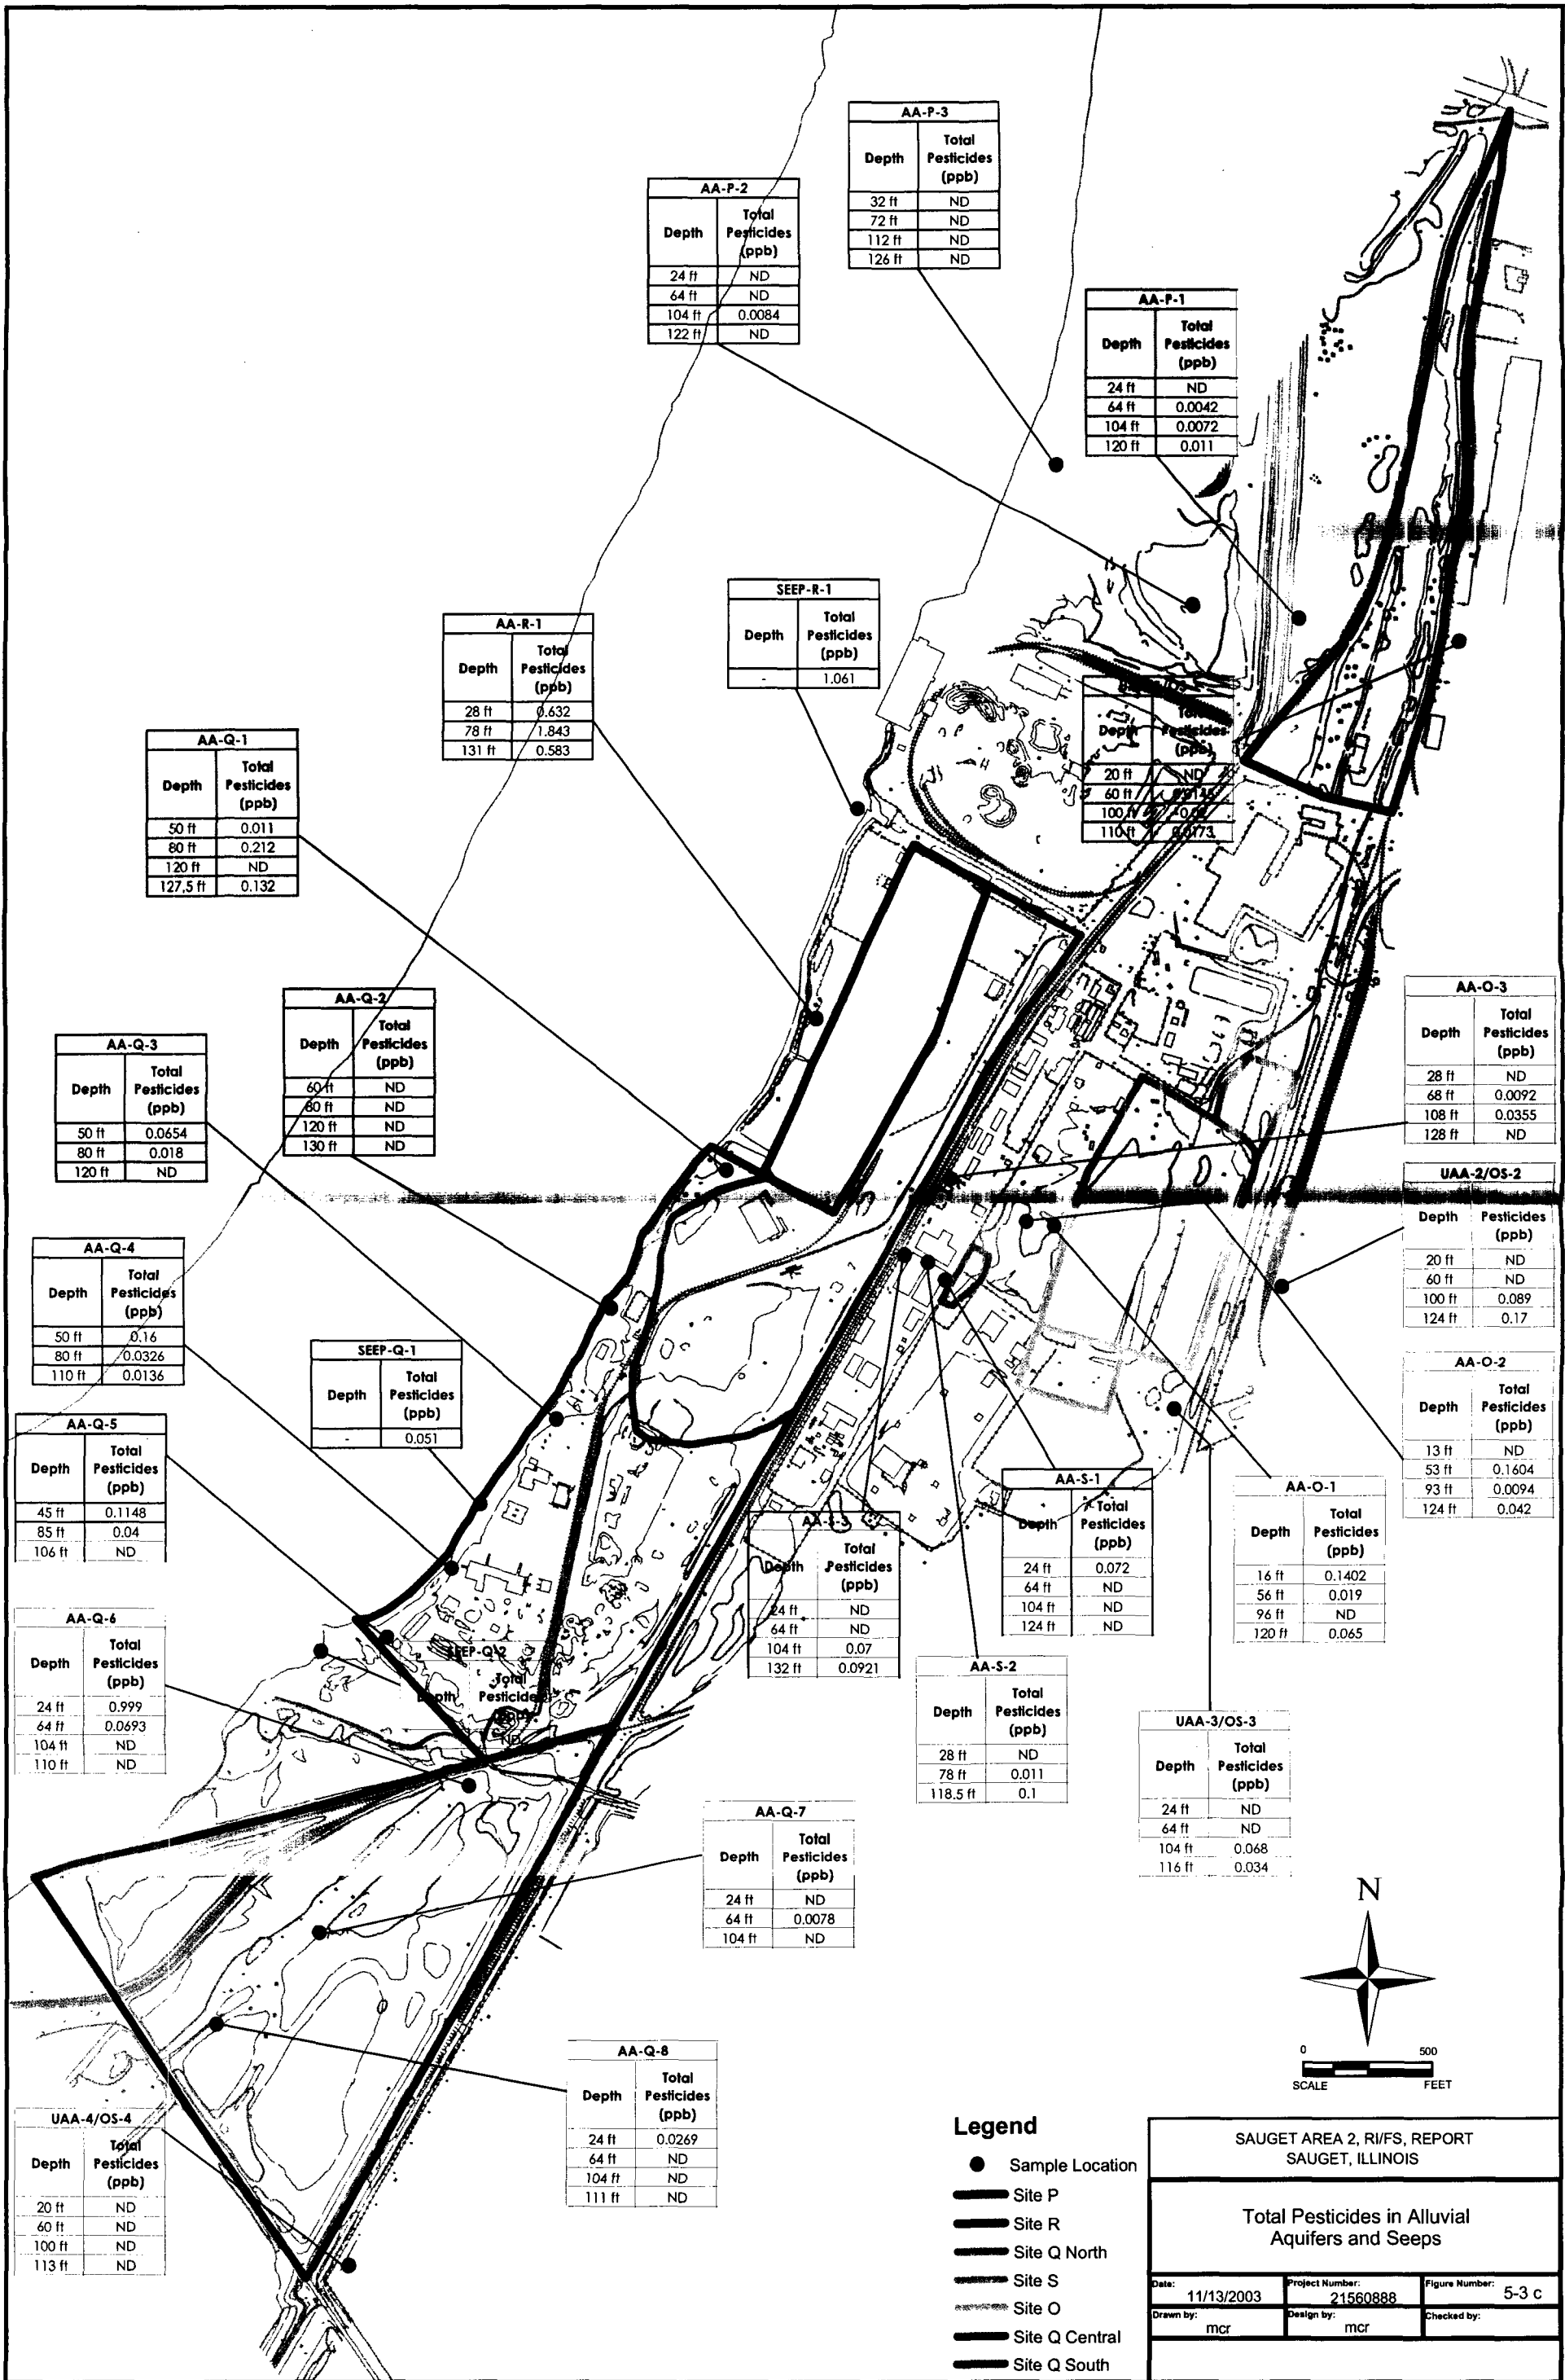 AA-P-3
Depth Total Pesticides (ppb)
32 ft ND
72 ft ND
112 ft ND
126 ft ND
AA-P-2
Depth Total Pesticides (ppb)
24 ft ND
64 ft ND
104 ft 0.0084
122 ft ND
AA-P-1
Depth Total Pesticides (ppb)
24 ft ND
64 ft 0.0042
104 ft 0.0072
120 ft 0.011
SEEP-R-1
Depth Total Pesticides (ppb)
- 1.061
AA-R-1
Depth Total Pesticides (ppb)
28 ft 0.632
78 ft 1.843
131 ft 0.583
Depth Pesticides (ppb)
20 ft ND
60 ft
100 ft
110 ft 0.0173
AA-Q-1
Depth Total Pesticides (ppb)
50 ft 0.011
80 ft 0.212
120 ft ND
127.5 ft 0.132
AA-Q-2
Depth Total Pesticides (ppb)
60 ft ND
80 ft ND
120 ft ND
130 ft ND
AA-Q-3
Depth Total Pesticides (ppb)
50 ft 0.0654
80 ft 0.018
120 ft ND
AA-O-3
Depth Total Pesticides (ppb)
28 ft ND
68 ft 0.0092
108 ft 0.0355
128 ft ND
UAA-2/OS-2
Depth Pesticides (ppb)
20 ft ND
60 ft ND
100 ft 0.089
124 ft 0.17
AA-Q-4
Depth Total Pesticides (ppb)
50 ft 0.16
80 ft 0.0326
110 ft 0.0136
SEEP-Q-1
Depth Total Pesticides (ppb)
- 0.051
AA-O-2
Depth Total Pesticides (ppb)
13 ft ND
53 ft 0.1604
93 ft 0.0094
124 ft 0.042
AA-Q-5
Depth Total Pesticides (ppb)
45 ft 0.1148
85 ft 0.04
106 ft ND
AA-S-1
Depth Total Pesticides (ppb)
24 ft 0.072
64 ft ND
104 ft ND
124 ft ND
AA-O-1
Depth Total Pesticides (ppb)
16 ft 0.1402
56 ft 0.019
96 ft ND
120 ft 0.065
AA-S-3
Depth Total Pesticides (ppb)
24 ft ND
64 ft ND
104 ft 0.07
132 ft 0.0921
AA-Q-6
Depth Total Pesticides (ppb)
24 ft 0.999
64 ft 0.0693
104 ft ND
110 ft ND
SEEP-Q-2
Depth Total Pesticides
ND
AA-S-2
Depth Total Pesticides (ppb)
28 ft ND
78 ft 0.011
118.5 ft 0.1
UAA-3/OS-3
Depth Total Pesticides (ppb)
24 ft ND
64 ft ND
104 ft 0.068
116 ft 0.034
AA-Q-7
Depth Total Pesticides (ppb)
24 ft ND
64 ft 0.0078
104 ft ND
AA-Q-8
Depth Total Pesticides (ppb)
24 ft 0.0269
64 ft ND
104 ft ND
111 ft ND
UAA-4/OS-4
Depth Total Pesticides (ppb)
20 ft ND
60 ft ND
100 ft ND
113 ft ND
N
0 500
SCALE FEET
Legend
Sample Location
Site P
Site R
Site Q North
Site S
Site O
Site Q Central
Site Q South
SAUGET AREA 2, RI/FS, REPORT
SAUGET, ILLINOIS
Total Pesticides in Alluvial
Aquifers and Seeps
Date: 11/13/2003 Project Number: 21560888 Figure Number: 5-3 c
Drawn by: mcr Design by: mcr Checked by: